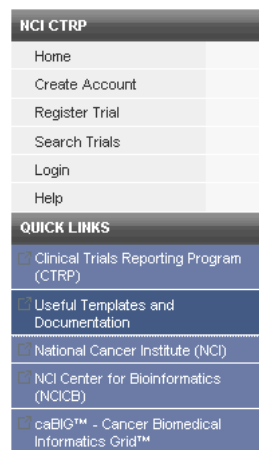 NCI CTRP
Home
Create Account
Register Trial
Search Trials
Login
Help
QUICK LINKS
Clinical Trials Reporting Program
(CTRP)
Useful Templates and
Documentation
National Cancer Institute (NCI)
NCI Center for Bioinformatics
(NCICB)
caBIG™ - Cancer Biomedical
Informatics Grid™